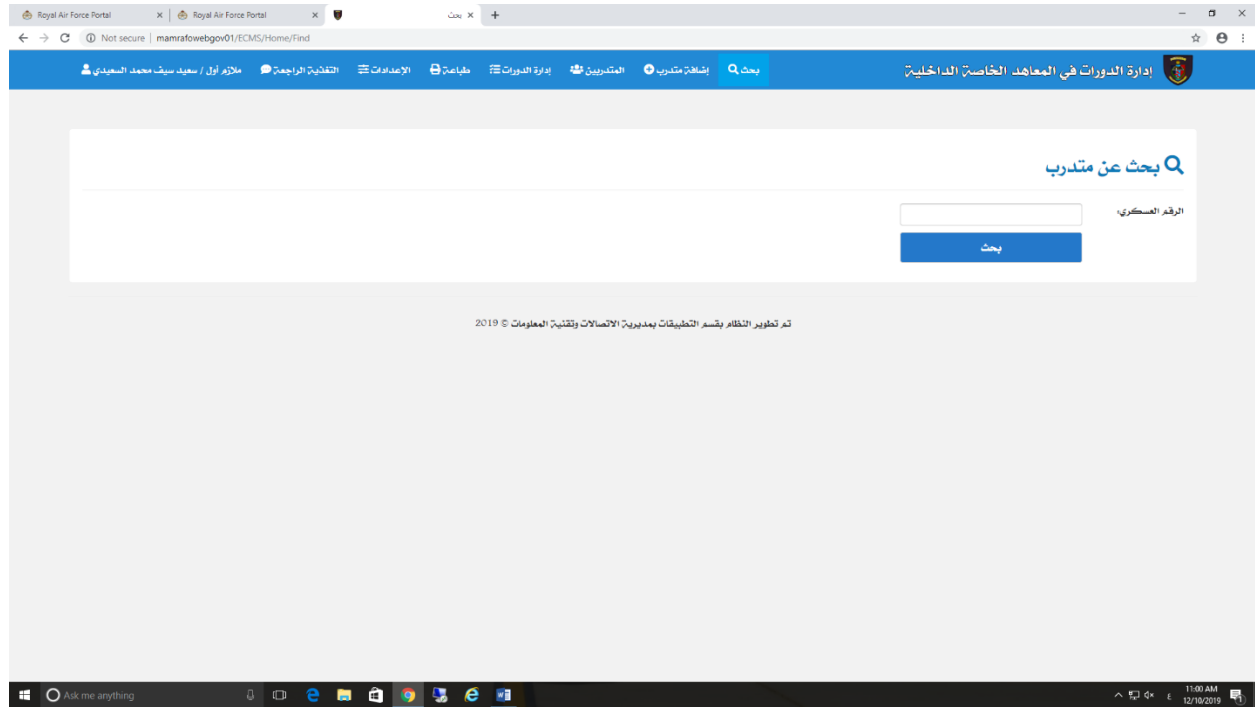 Royal Air Force Portal
Royal Air Force Portal
بحث
Not secure | mamrafowebgov01/ECMS/Home/Find
إدارة الدورات في المعاهد الخاصة الداخلية
بحث
إضافة متدرب
المتدربين
إدارة الدورات
طباعة
الإعدادات
التغذية الراجعة
ملازم أول / سعيد سيف محمد السعيدي
بحث عن متدرب
الرقم العسكري:
بحث
تم تطوير النظام بقسم التطبيقات بمديرية الاتصالات وتقنية المعلومات © 2019
Ask me anything
ع
11:00 AM
12/10/2019